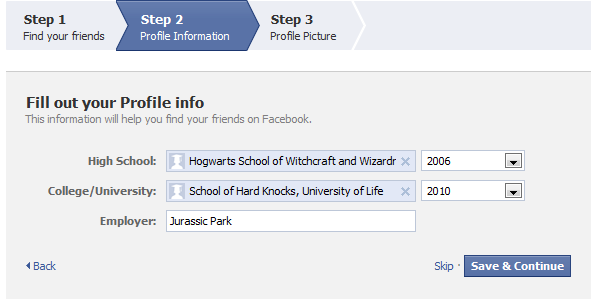 Step 1
Find your friends
Step 2
Profile Information
Step 3
Profile Picture
Fill out your Profile info
This information will help you find your friends on Facebook.
High School: Hogwarts School of Witchcraft and Wizardr 2006
College/University: School of Hard Knocks, University of Life 2010
Employer: Jurassic Park
Back Skip · Save & Continue